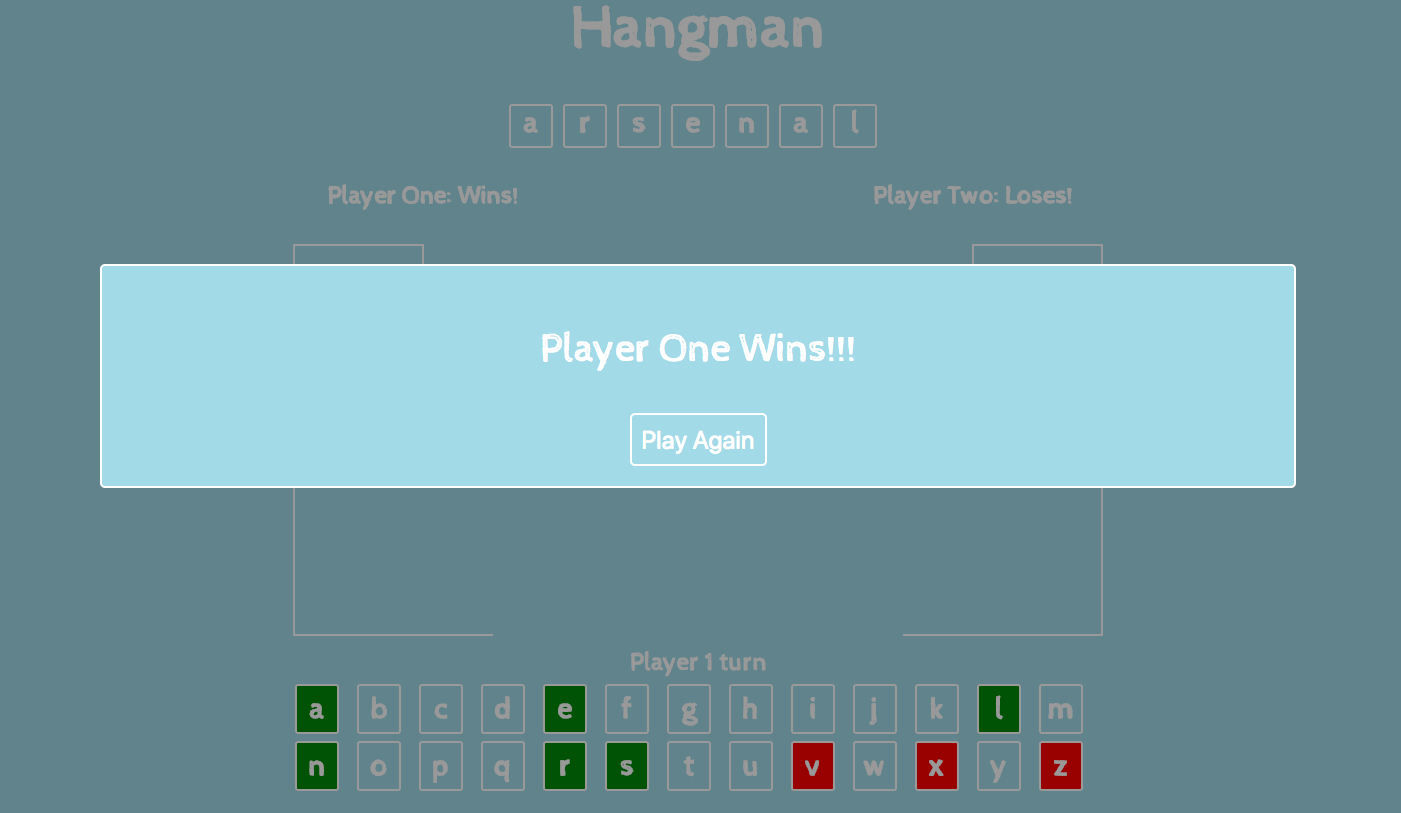 Hangman
a r s e n a l
Player One: Wins! Player Two: Loses!
Player One Wins!!!
Play Again
Player 1 turn
a b c d e f g h i j k l m
n o p q r s t u v w x y z